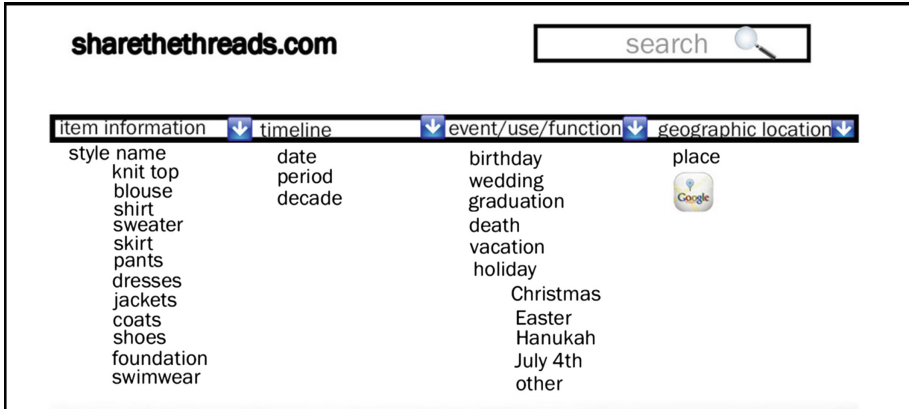 sharethethreads.com
search
item information
timeline
event/use/function
geographic location
style name
knit top
blouse
shirt
sweater
skirt
pants
dresses
jackets
coats
shoes
foundation
swimwear
date
period
decade
birthday
wedding
graduation
death
vacation
holiday
Christmas
Easter
Hanukah
July 4th
other
place
Google